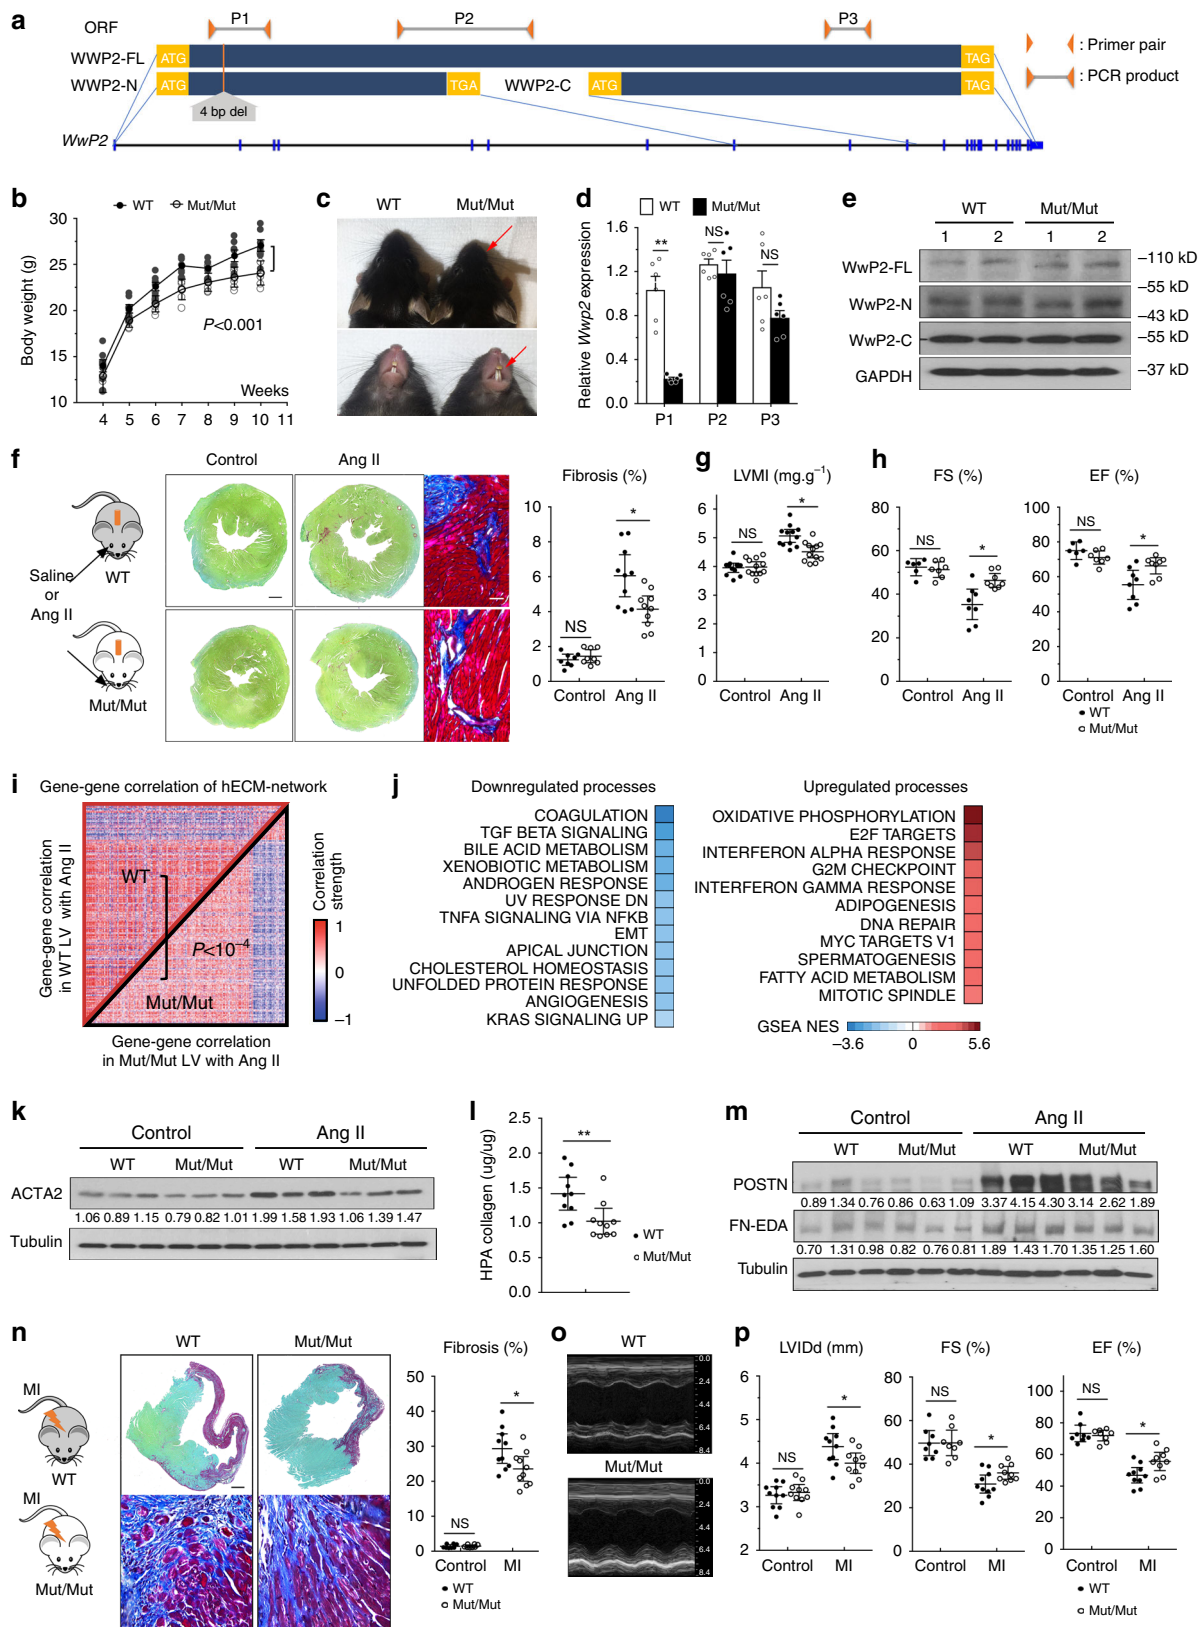 a
ORF
P1
P2
P3
WWP2-FL
ATG
TAG
: Primer pair
WWP2-N
ATG
TGA
WWP2-C
ATG
TAG
: PCR product
4 bp del
WwP2
b
WT
Mut/Mut
Body weight (g)
30
25
20
15
10
P<0.001
Weeks
4 5 6 7 8 9 10 11
c
WT
Mut/Mut
d
WT
Mut/Mut
Relative Wwp2 expression
1.6
1.2
0.8
0.4
0.0
**
NS
NS
P1 P2 P3
e
WT Mut/Mut
1 2 1 2
WwP2-FL
–110 kD
–55 kD
WwP2-N
–43 kD
WwP2-C
–55 kD
GAPDH
–37 kD
f
Control
Ang II
WT
Saline
or
Ang II
Mut/Mut
Fibrosis (%)
10
8
6
4
2
0
NS
*
Control Ang II
g
LVMI (mg.g−1)
6
5
4
3
2
1
0
NS
*
Control Ang II
h
FS (%)
80
60
40
20
0
NS
*
Control Ang II
EF (%)
100
80
60
40
20
0
NS
*
Control Ang II
WT
Mut/Mut
i
Gene-gene correlation of hECM-network
Gene-gene correlation
in WT LV with Ang II
WT
P<10−4
Mut/Mut
Gene-gene correlation
in Mut/Mut LV with Ang II
Correlation
strength
1
0
−1
j
Downregulated processes
COAGULATION
TGF BETA SIGNALING
BILE ACID METABOLISM
XENOBIOTIC METABOLISM
ANDROGEN RESPONSE
UV RESPONSE DN
TNFA SIGNALING VIA NFKB
EMT
APICAL JUNCTION
CHOLESTEROL HOMEOSTASIS
UNFOLDED PROTEIN RESPONSE
ANGIOGENESIS
KRAS SIGNALING UP
Upregulated processes
OXIDATIVE PHOSPHORYLATION
E2F TARGETS
INTERFERON ALPHA RESPONSE
G2M CHECKPOINT
INTERFERON GAMMA RESPONSE
ADIPOGENESIS
DNA REPAIR
MYC TARGETS V1
SPERMATOGENESIS
FATTY ACID METABOLISM
MITOTIC SPINDLE
GSEA NES
−3.6 0 5.6
k
Control Ang II
WT Mut/Mut WT Mut/Mut
ACTA2
1.06 0.89 1.15 0.79 0.82 1.01 1.99 1.58 1.93 1.06 1.39 1.47
Tubulin
l
HPA collagen (ug/ug)
2.5
2.0
1.5
1.0
0.5
0.0
**
WT
Mut/Mut
m
Control Ang II
WT Mut/Mut WT Mut/Mut
POSTN
0.89 1.34 0.76 0.86 0.63 1.09 3.37 4.15 4.30 3.14 2.62 1.89
FN-EDA
0.70 1.31 0.98 0.82 0.76 0.81 1.89 1.43 1.70 1.35 1.25 1.60
Tubulin
n
WT
Mut/Mut
MI
WT
MI
Mut/Mut
Fibrosis (%)
50
40
30
20
10
0
NS
*
Control MI
WT
Mut/Mut
o
WT
0.0
2.4
4.4
6.4
8.4
Mut/Mut
0.0
2.4
4.4
6.4
8.4
p
LVIDd (mm)
6
5
4
3
2
NS
*
Control MI
FS (%)
80
60
40
20
0
NS
*
Control MI
EF (%)
100
80
60
40
20
0
NS
*
Control MI
WT
Mut/Mut